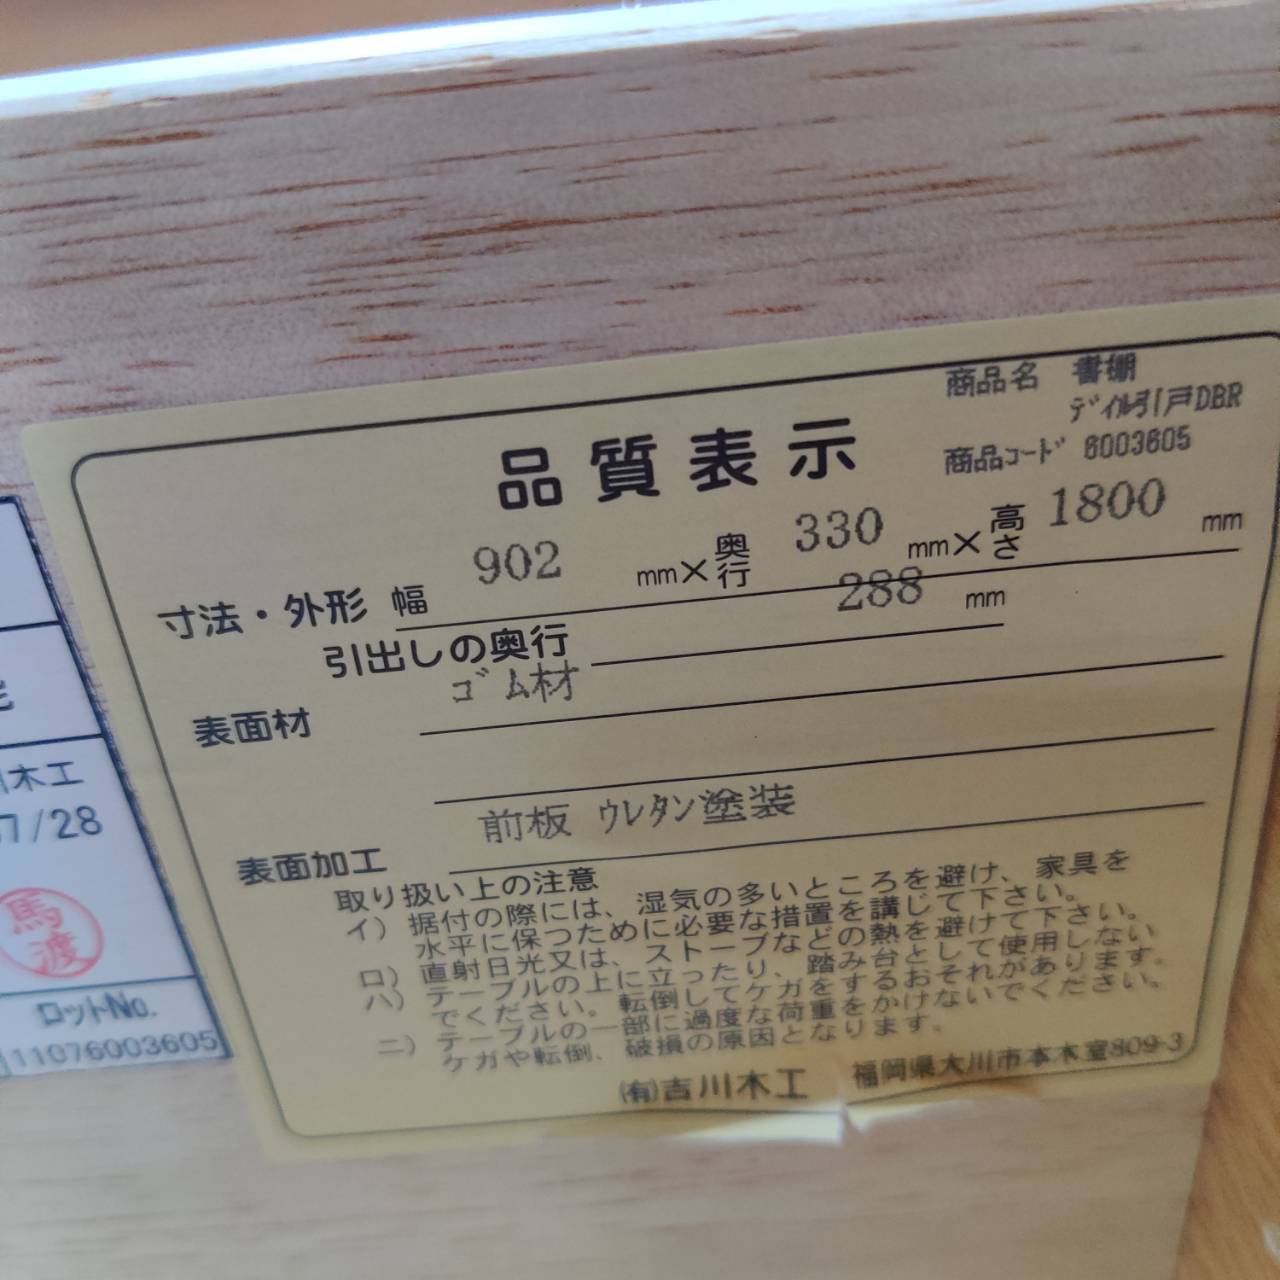 商品名 書棚
ﾃﾞｲﾙ引戸DBR
商品ｺｰﾄﾞ 6003605
品質表示
寸法・外形 幅 902 mm×奥行 330 mm×高さ 1800 mm
引出しの奥行 288 mm
表面材 ゴム材
表面加工 前板 ウレタン塗装
取り扱い上の注意
イ) 据付の際には、湿気の多いところを避け、家具を
水平に保つために必要な措置を講じて下さい。
ロ) 直射日光又は、ストーブなどの熱を避けて下さい。
ハ) テーブルの上に立ったり、踏み台として使用しない
でください。転倒してケガをするおそれがあります。
ニ) テーブルの一部に過度な荷重をかけないでください。
ケガや転倒、破損の原因となります。
(有)吉川木工 福岡県大川市本木室809-3
川木工
07/28
馬渡
ロットNo.
11076003605